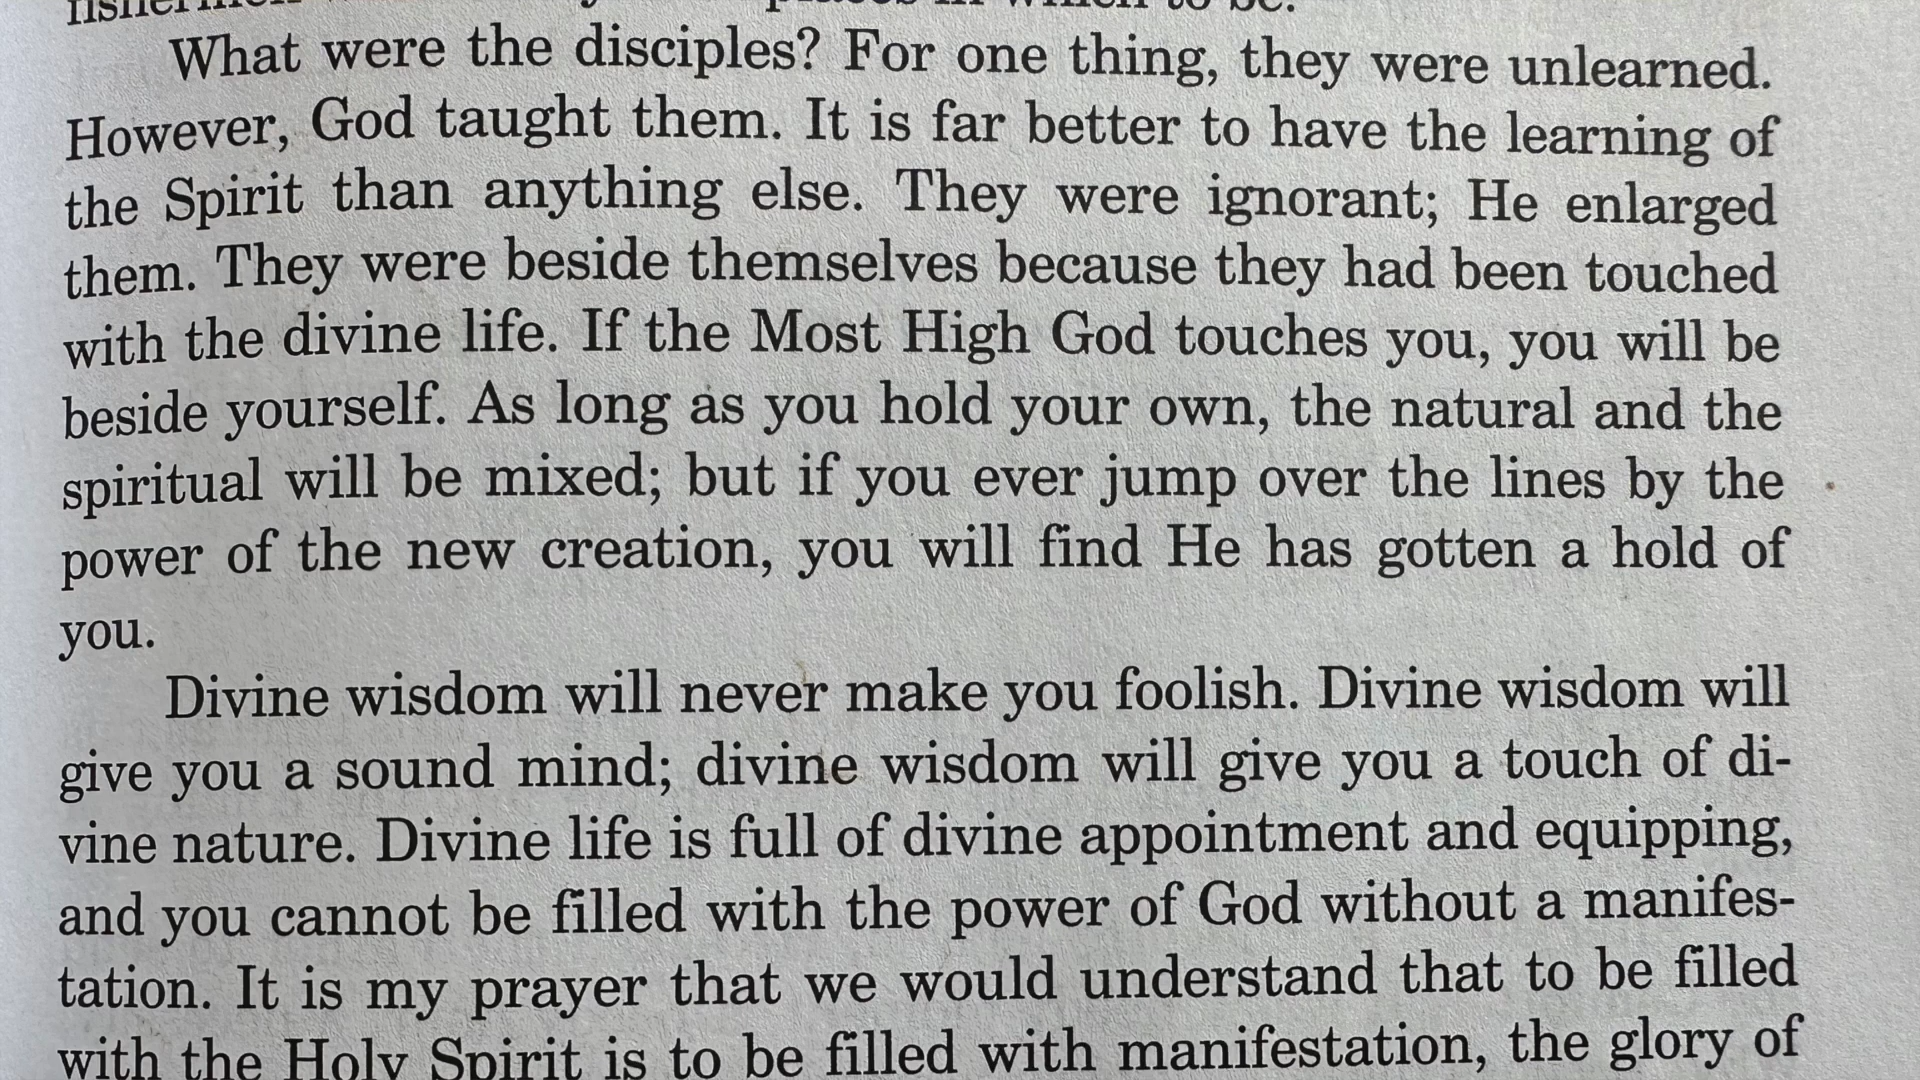 in which to be.
What were the disciples? For one thing, they were unlearned.
However, God taught them. It is far better to have the learning of
the Spirit than anything else. They were ignorant; He enlarged
them. They were beside themselves because they had been touched
with the divine life. If the Most High God touches you, you will be
beside yourself. As long as you hold your own, the natural and the
spiritual will be mixed; but if you ever jump over the lines by the
power of the new creation, you will find He has gotten a hold of
you.
Divine wisdom will never make you foolish. Divine wisdom will
give you a sound mind; divine wisdom will give you a touch of di-
vine nature. Divine life is full of divine appointment and equipping,
and you cannot be filled with the power of God without a manifes-
tation. It is my prayer that we would understand that to be filled
with the Holy Spirit is to be filled with manifestation, the glory of